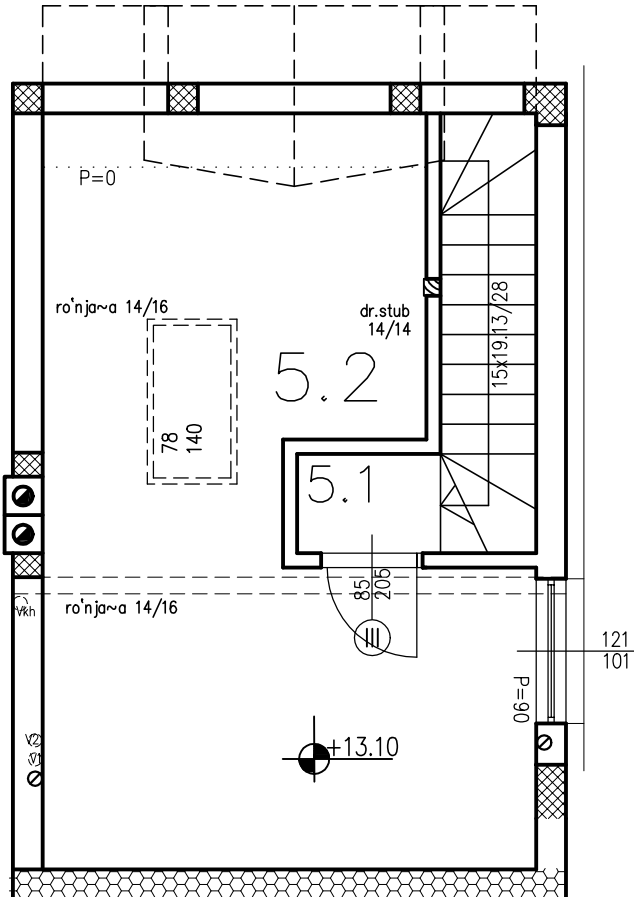 P=0
ro'nja~a 14/16
dr.stub
14/14
15x19.13/28
5.2
78
140
5.1
85
205
ro'nja~a 14/16
Vkh
III
121
101
P=90
V2
V1
+13.10